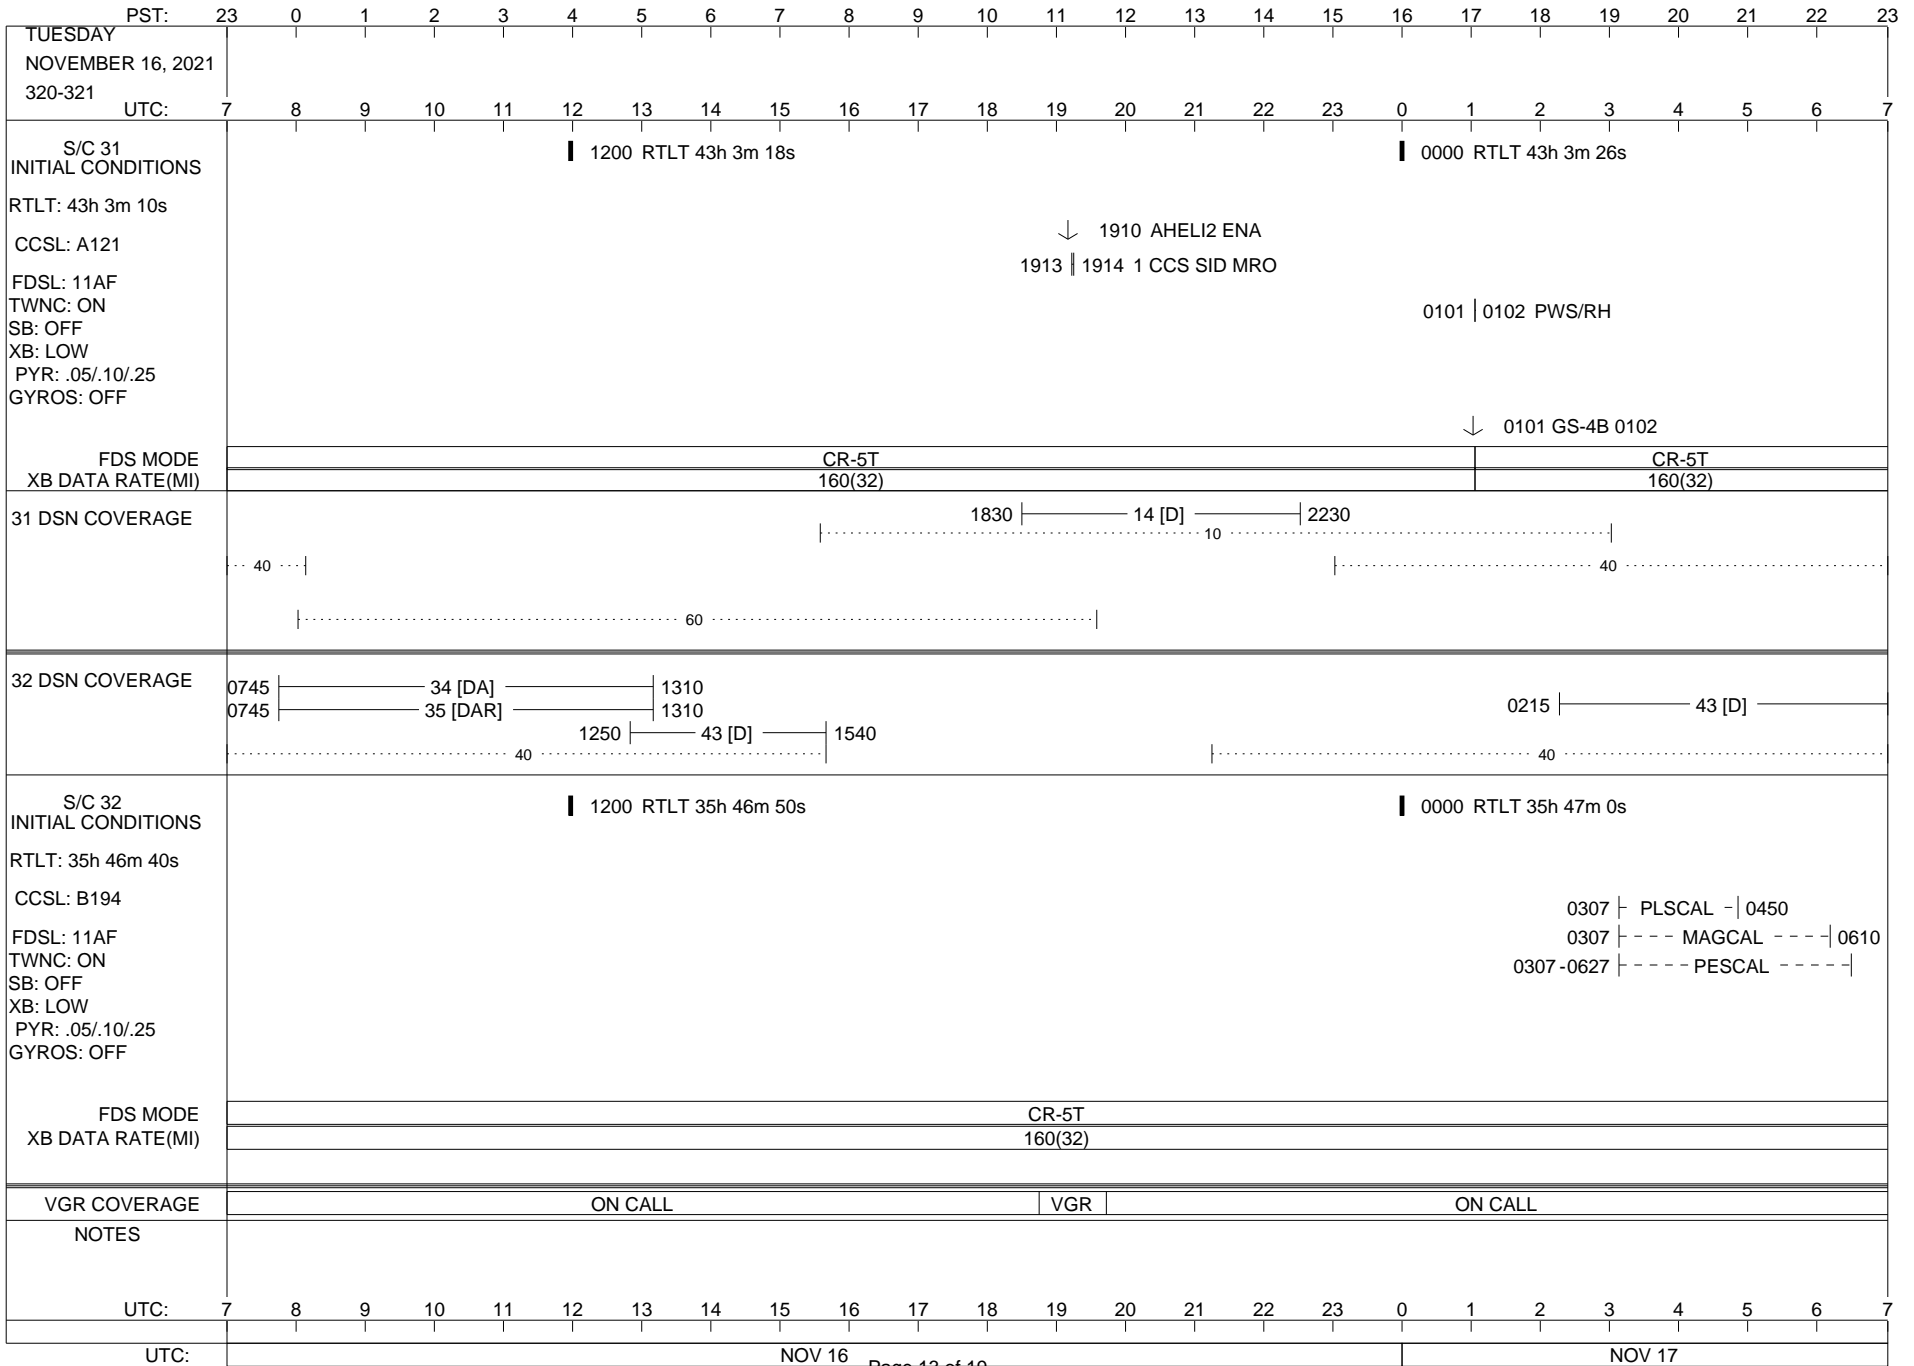 PST: 23 0 1 2 3 4 5 6 7 8 9 10 11 12 13 14 15 16 17 18 19 20 21 22 23
TUESDAY
NOVEMBER 16, 2021
320-321
UTC: 7 8 9 10 11 12 13 14 15 16 17 18 19 20 21 22 23 0 1 2 3 4 5 6 7
S/C 31
INITIAL CONDITIONS
1200 RTLT 43h 3m 18s
0000 RTLT 43h 3m 26s
RTLT: 43h 3m 10s
1910 AHELI2 ENA
CCSL: A121
1913 1914 1 CCS SID MRO
FDSL: 11AF
TWNC: ON
0101 0102 PWS/RH
SB: OFF
XB: LOW
PYR: .05/.10/.25
GYROS: OFF
0101 GS-4B 0102
FDS MODE CR-5T CR-5T
XB DATA RATE(MI) 160(32) 160(32)
31 DSN COVERAGE
1830 14 [D] 2230
10
40 40
60
32 DSN COVERAGE
0745 34 [DA] 1310
0745 35 [DAR] 1310
0215 43 [D]
1250 43 [D] 1540
40 40
S/C 32
INITIAL CONDITIONS
1200 RTLT 35h 46m 50s
0000 RTLT 35h 47m 0s
RTLT: 35h 46m 40s
CCSL: B194
0307 PLSCAL 0450
FDSL: 11AF
0307 MAGCAL 0610
TWNC: ON
0307-0627 PESCAL
SB: OFF
XB: LOW
PYR: .05/.10/.25
GYROS: OFF
FDS MODE CR-5T
XB DATA RATE(MI) 160(32)
VGR COVERAGE ON CALL VGR ON CALL
NOTES
UTC: 7 8 9 10 11 12 13 14 15 16 17 18 19 20 21 22 23 0 1 2 3 4 5 6 7
UTC: NOV 16 NOV 17
Page 13 of 19